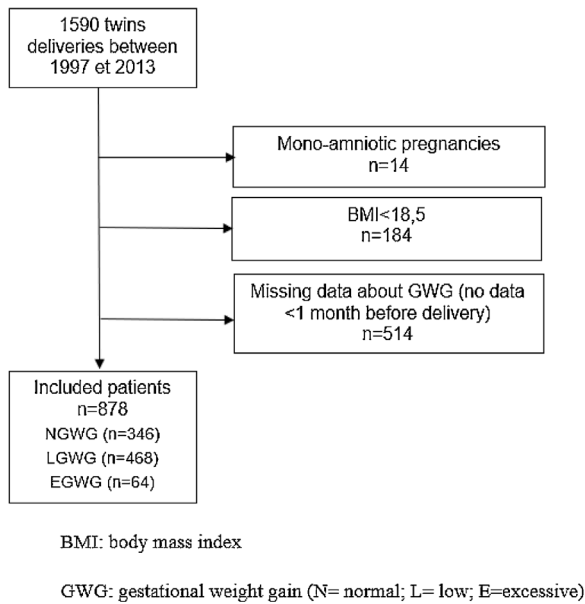 1590 twins
deliveries between
1997 et 2013
Mono-amniotic pregnancies
n=14
BMI<18,5
n=184
Missing data about GWG (no data
<1 month before delivery)
n=514
Included patients
n=878
NGWG (n=346)
LGWG (n=468)
EGWG (n=64)
BMI: body mass index
GWG: gestational weight gain (N= normal; L= low; E=excessive)